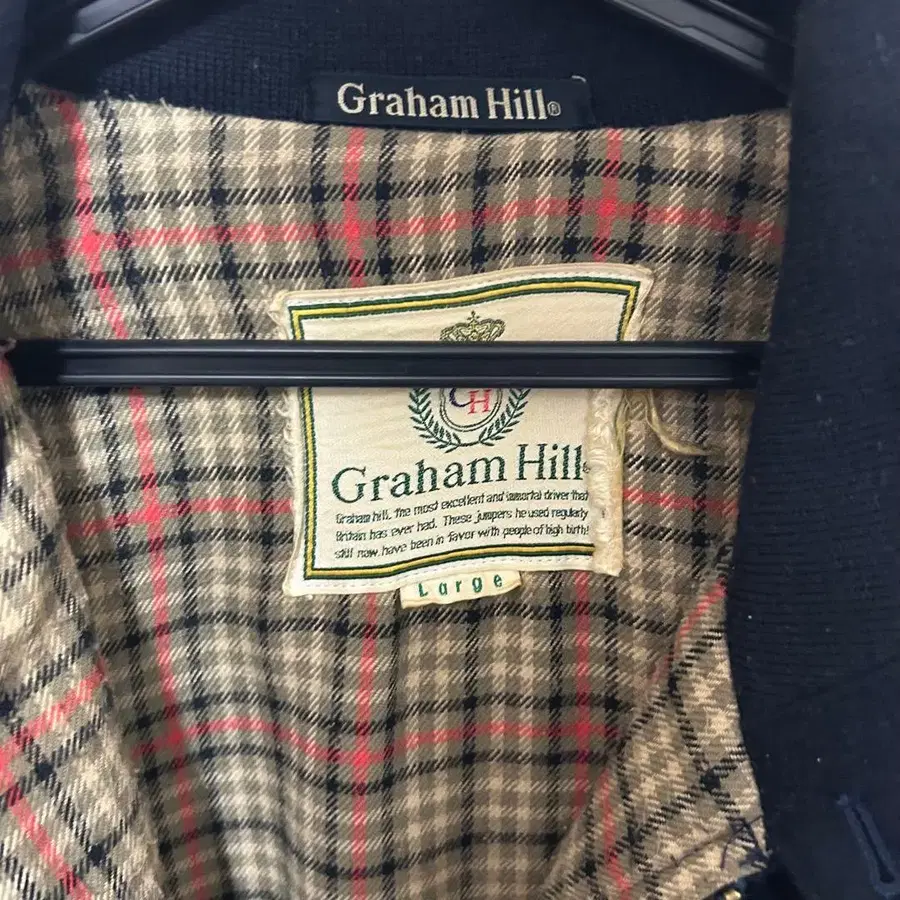 Graham Hill®
GH
Graham Hill
Graham hill. The most excellent and immortal driver that
Britain has ever had. These jumpers he used regularly
still now, have been in favor with people of high birth!
Large